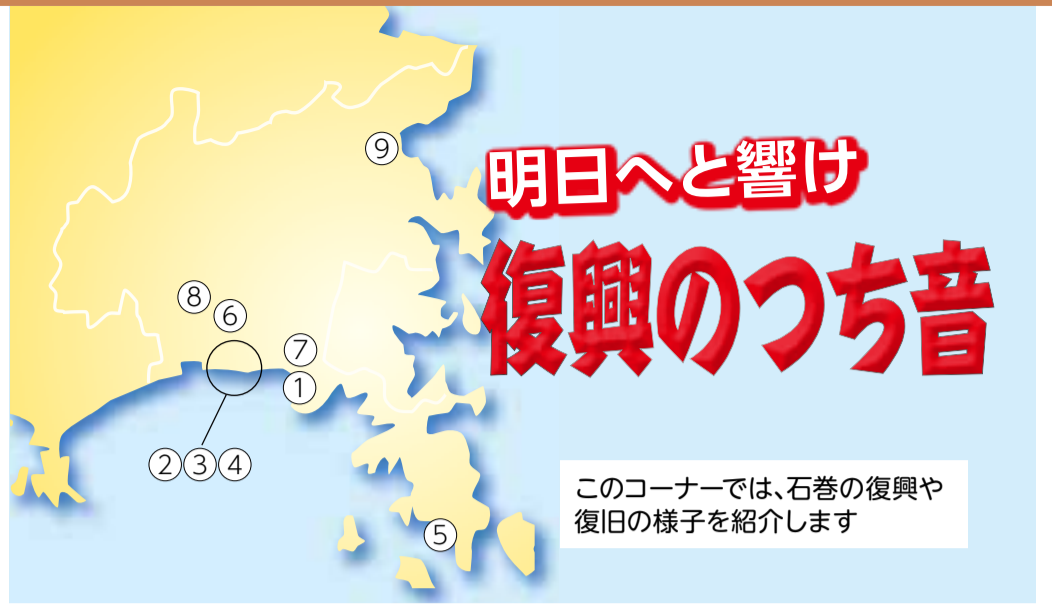 明日へと響け
復興のつち音
⑨
⑧
⑥
⑦
①
②③④
⑤
このコーナーでは、石巻の復興や
復旧の様子を紹介します